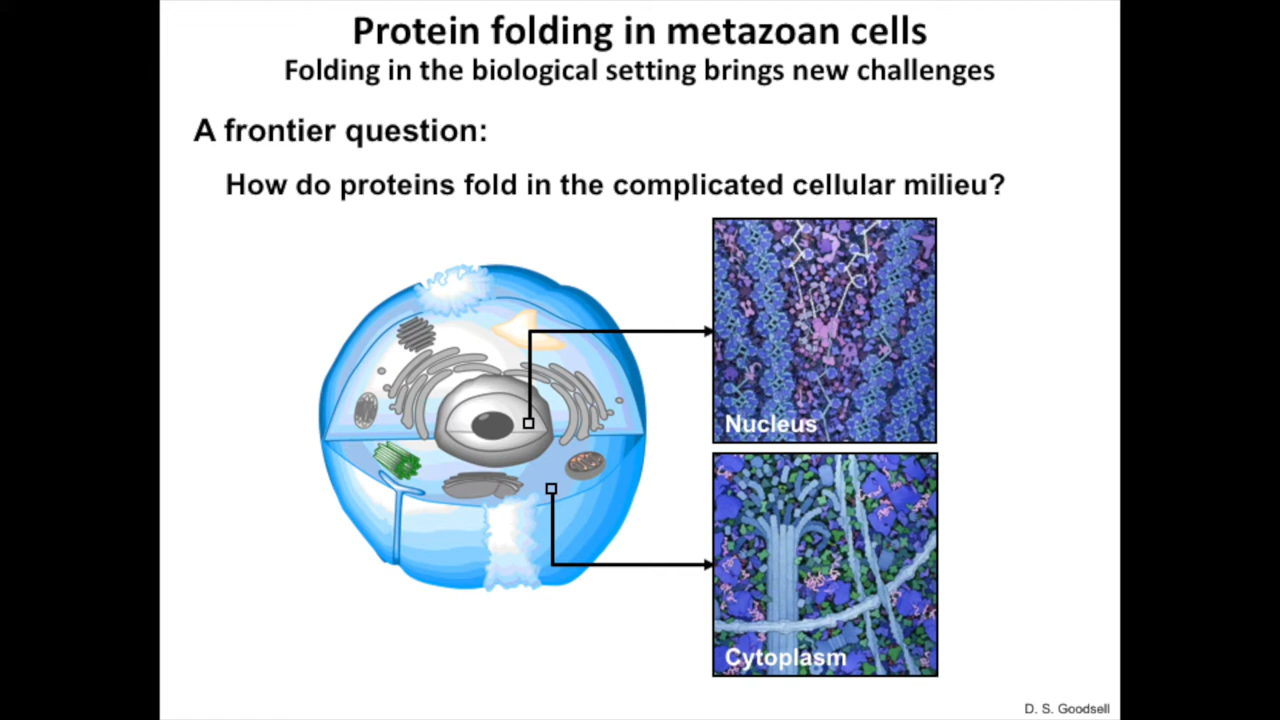 Protein folding in metazoan cells
Folding in the biological setting brings new challenges
A frontier question:
How do proteins fold in the complicated cellular milieu?
Nucleus
Cytoplasm
D. S. Goodsell